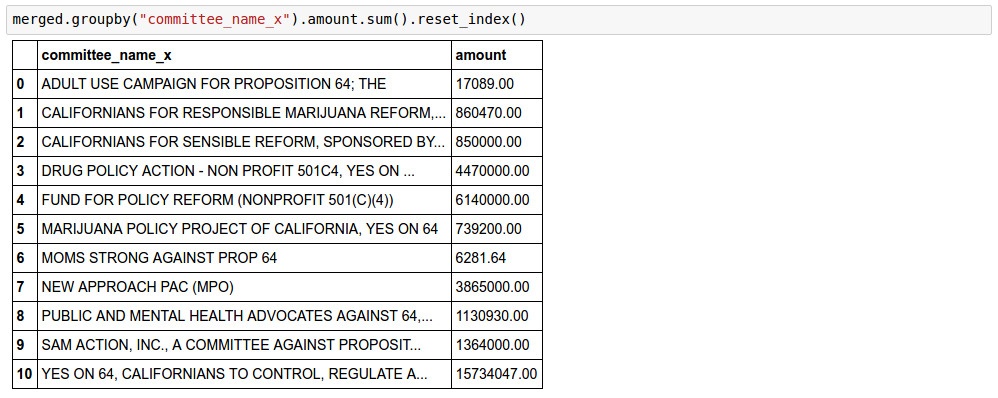 merged.groupby("committee_name_x").amount.sum().reset_index()
committee_name_x amount
0 ADULT USE CAMPAIGN FOR PROPOSITION 64; THE 17089.00
1 CALIFORNIANS FOR RESPONSIBLE MARIJUANA REFORM,... 860470.00
2 CALIFORNIANS FOR SENSIBLE REFORM, SPONSORED BY... 850000.00
3 DRUG POLICY ACTION - NON PROFIT 501C4, YES ON ... 4470000.00
4 FUND FOR POLICY REFORM (NONPROFIT 501(C)(4)) 6140000.00
5 MARIJUANA POLICY PROJECT OF CALIFORNIA, YES ON 64 739200.00
6 MOMS STRONG AGAINST PROP 64 6281.64
7 NEW APPROACH PAC (MPO) 3865000.00
8 PUBLIC AND MENTAL HEALTH ADVOCATES AGAINST 64,... 1130930.00
9 SAM ACTION, INC., A COMMITTEE AGAINST PROPOSIT... 1364000.00
10 YES ON 64, CALIFORNIANS TO CONTROL, REGULATE A... 15734047.00